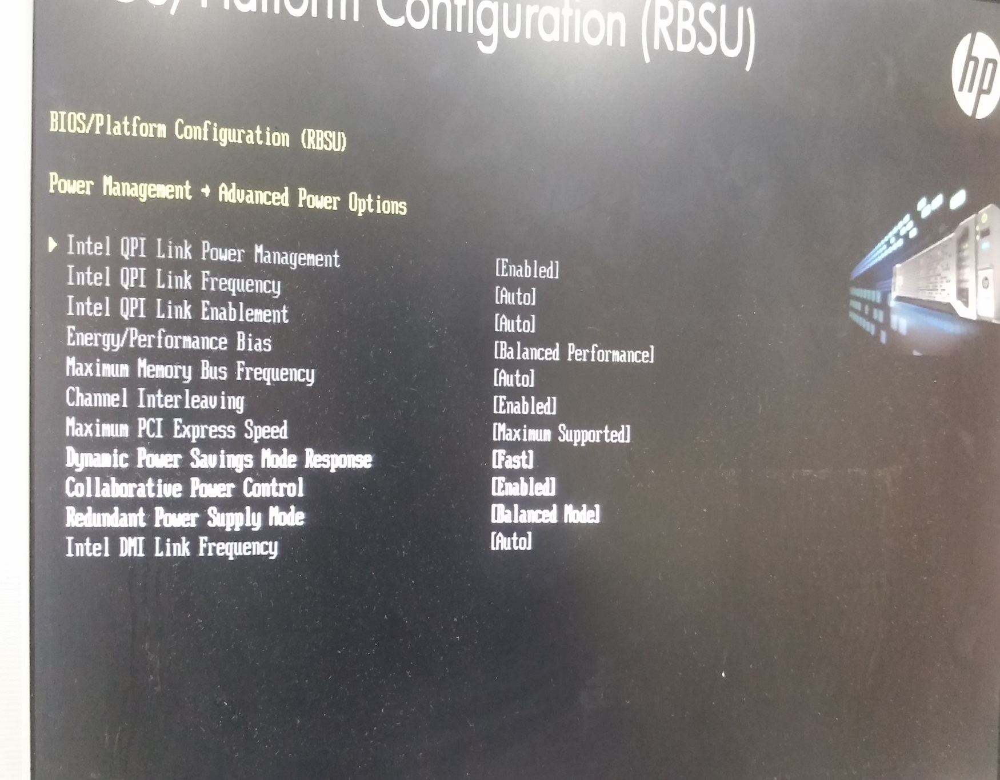 Platform Configuration (RBSU)
hp
BIOS/Platform Configuration (RBSU)
Power Management → Advanced Power Options
Intel QPI Link Power Management [Enabled]
Intel QPI Link Frequency [Auto]
Intel QPI Link Enablement [Auto]
Energy/Performance Bias [Balanced Performance]
Maximum Memory Bus Frequency [Auto]
Channel Interleaving [Enabled]
Maximum PCI Express Speed [Maximum Supported]
Dynamic Power Savings Mode Response [Fast]
Collaborative Power Control [Enabled]
Redundant Power Supply Mode [Balanced Mode]
Intel DMI Link Frequency [Auto]